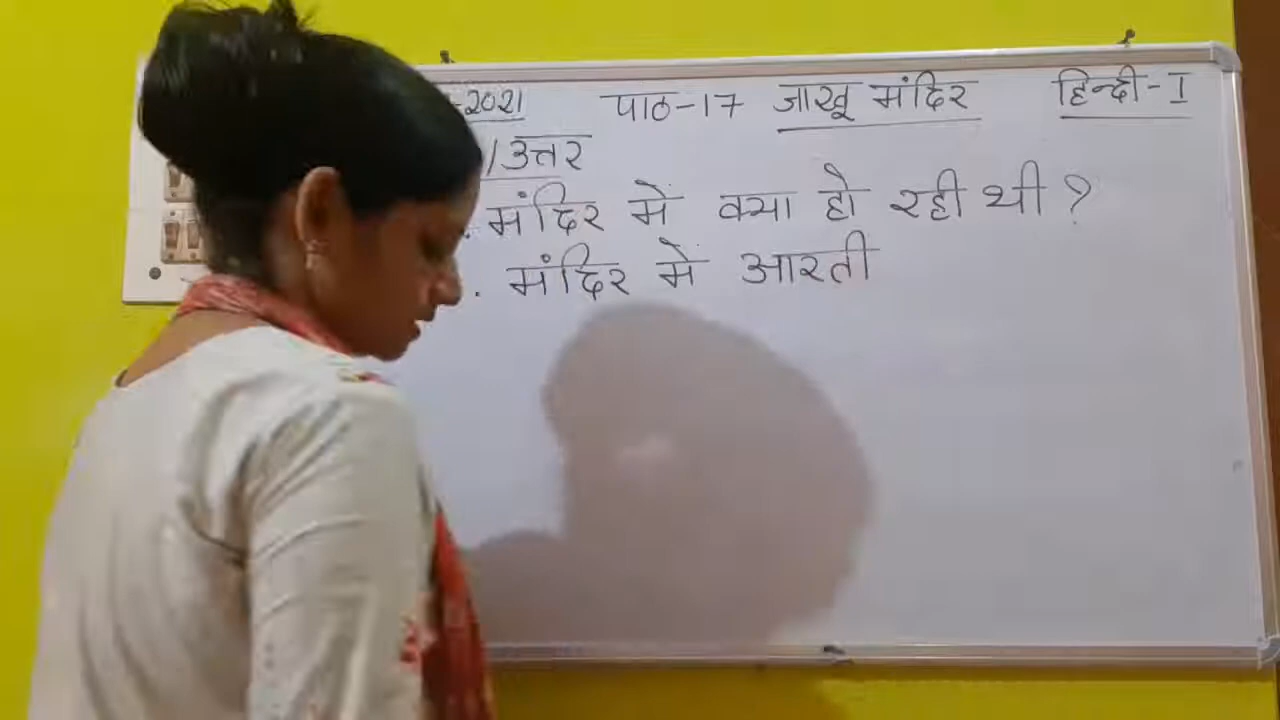 -2021 पाठ-17 जाखू मंदिर हिन्दी-I
/उत्तर
. मंदिर में क्या हो रही थी ?
. मंदिर में आरती